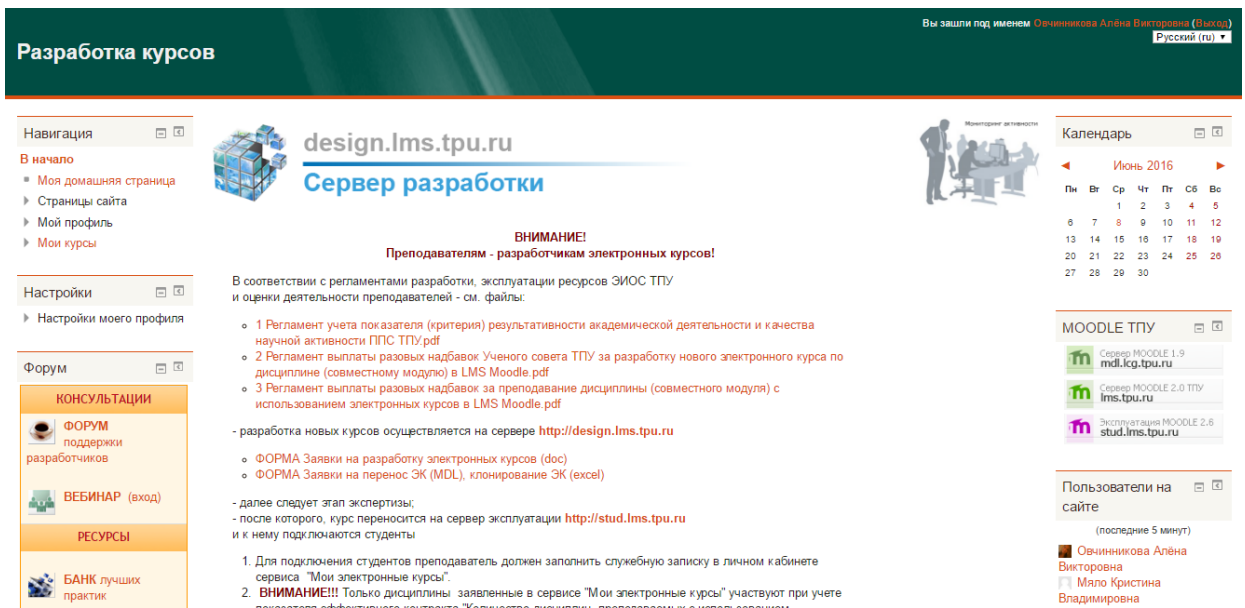 Вы зашли под именем Овчинникова Алёна Викторовна (Выход)
Русский (ru)
Разработка курсов
Навигация
В начало
Моя домашняя страница
Страницы сайта
Мой профиль
Мои курсы
Настройки
Настройки моего профиля
Форум
КОНСУЛЬТАЦИИ
ФОРУМ
поддержки
разработчиков
ВЕБИНАР (вход)
РЕСУРСЫ
БАНК лучших
практик
design.lms.tpu.ru
Сервер разработки
Мониторинг активности
ВНИМАНИЕ!
Преподавателям - разработчикам электронных курсов!
В соответствии с регламентами разработки, эксплуатации ресурсов ЭИОС ТПУ
и оценки деятельности преподавателей - см. файлы:
1 Регламент учета показателя (критерия) результативности академической деятельности и качества
научной активности ППС ТПУ.pdf
2 Регламент выплаты разовых надбавок Ученого совета ТПУ за разработку нового электронного курса по
дисциплине (совместному модулю) в LMS Moodle.pdf
3 Регламент выплаты разовых надбавок за преподавание дисциплины (совместного модуля) с
использованием электронных курсов в LMS Moodle.pdf
- разработка новых курсов осуществляется на сервере http://design.lms.tpu.ru
ФОРМА Заявки на разработку электронных курсов (doc)
ФОРМА Заявки на перенос ЭК (MDL), клонирование ЭК (excel)
- далее следует этап экспертизы;
- после которого, курс переносится на сервер эксплуатации http://stud.lms.tpu.ru
и к нему подключаются студенты
1. Для подключения студентов преподаватель должен заполнить служебную записку в личном кабинете
сервиса "Мои электронные курсы".
2. ВНИМАНИЕ!!! Только дисциплины заявленные в сервисе "Мои электронные курсы" участвуют при учете
показателя эффективного контракта "Количество дисциплин, преподаваемых с использованием
Календарь
Июнь 2016
Пн Вт Ср Чт Пт Сб Вс
1 2 3 4 5
6 7 8 9 10 11 12
13 14 15 16 17 18 19
20 21 22 23 24 25 26
27 28 29 30
MOODLE ТПУ
Сервер MOODLE 1.9
mdl.lcg.tpu.ru
Сервер MOODLE 2.0 ТПУ
lms.tpu.ru
Эксплуатация MOODLE 2.6
stud.lms.tpu.ru
Пользователи на
сайте
(последние 5 минут)
Овчинникова Алёна
Викторовна
Мяло Кристина
Владимировна